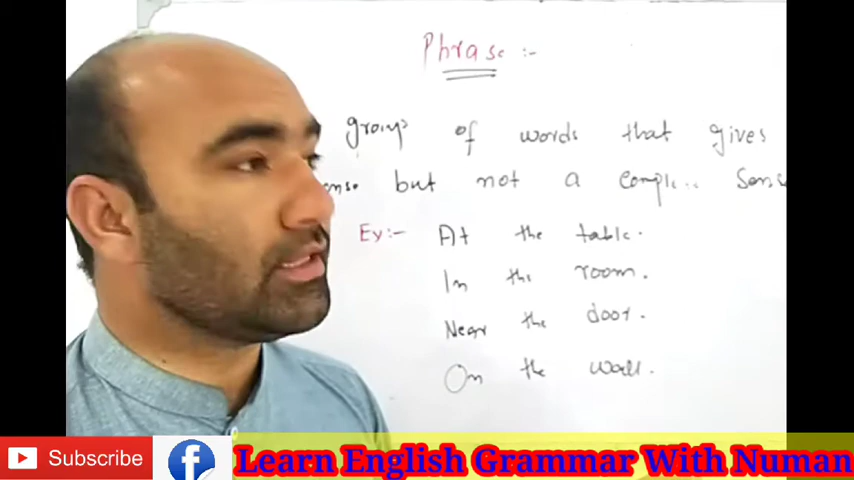 Phrase :-
group of words that gives
but not a
Ex:- At the table.
In the room.
Near the door.
On the wall.
Subscribe
Learn English Grammar With Numan